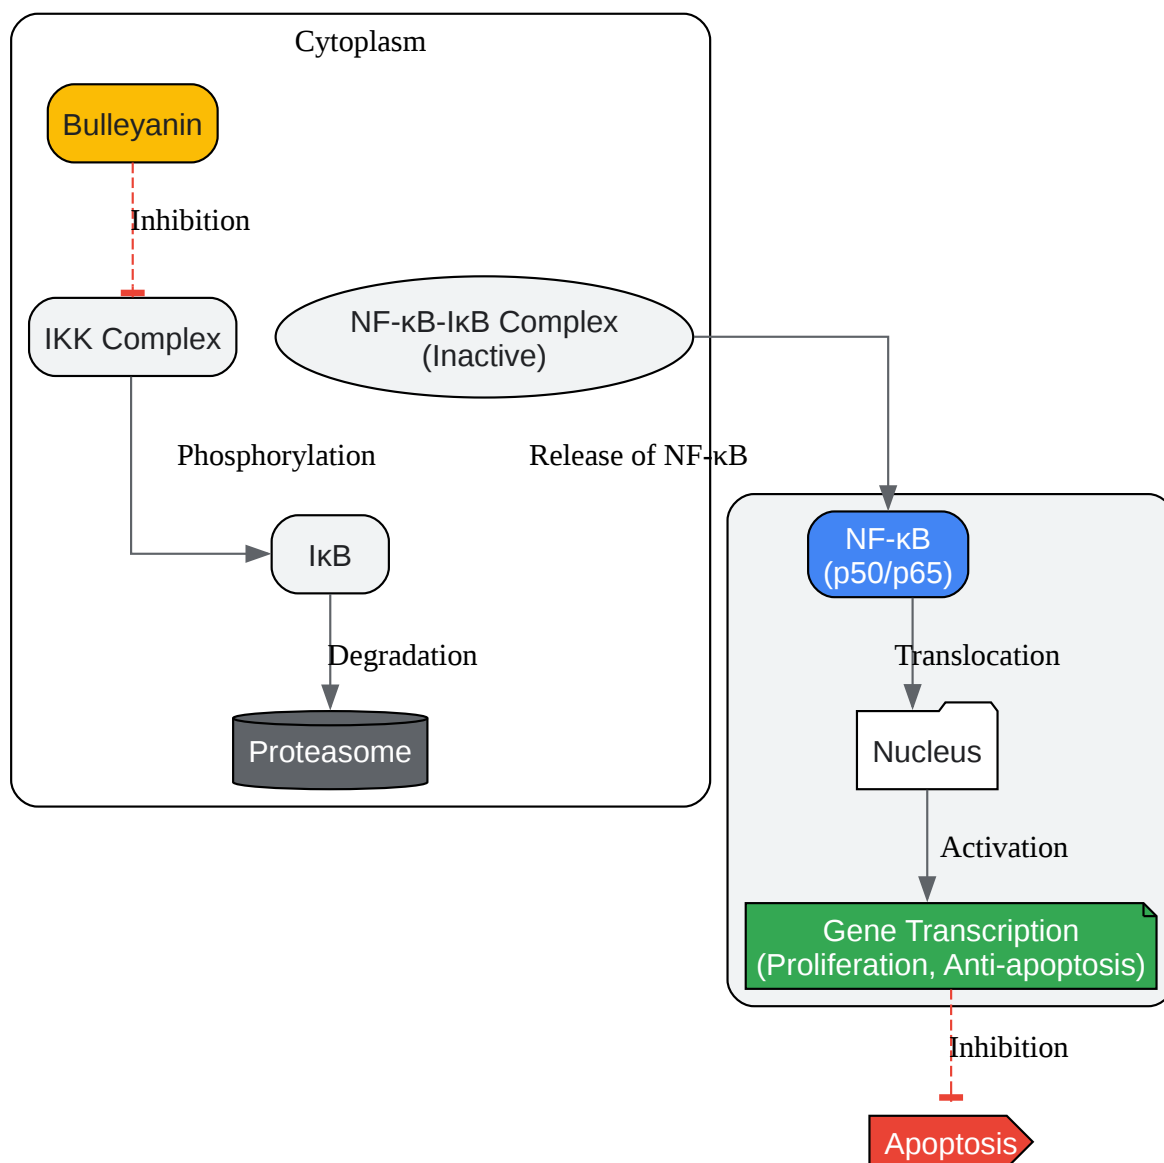 Cytoplasm
Bulleyanin
Inhibition
IKK Complex
NF-κB-IκB Complex
(Inactive)
Phosphorylation
Release of NF-κB
IκB
NF-κB
(p50/p65)
Degradation
Translocation
Proteasome
Nucleus
Activation
Gene Transcription
(Proliferation, Anti-apoptosis)
Inhibition
Apoptosis